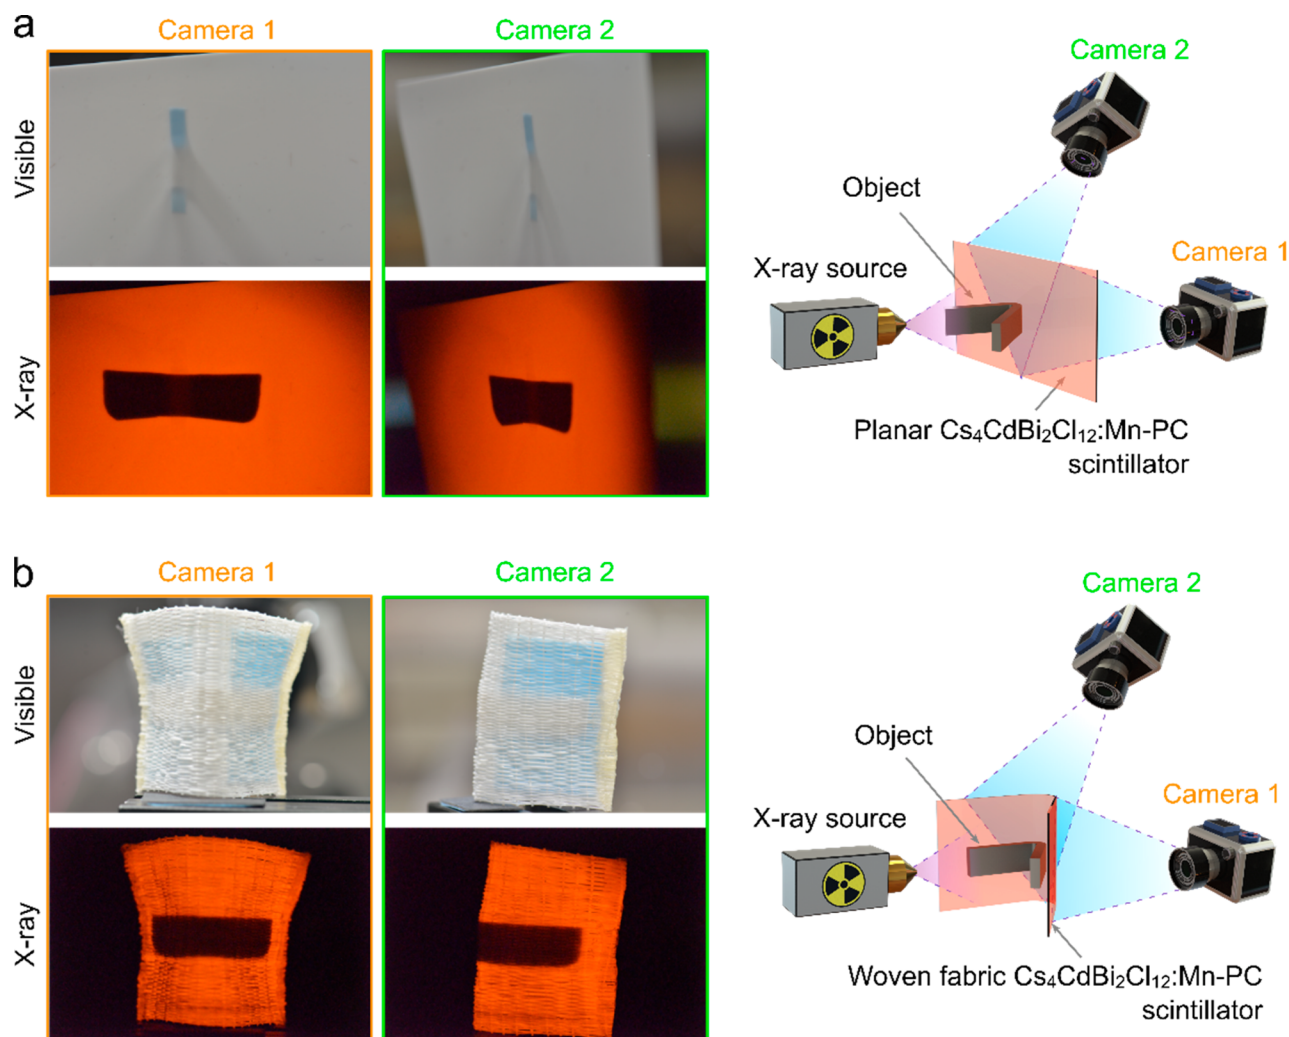 a
Camera 1
Camera 2
Visible
X-ray
Camera 2
Object
X-ray source
Camera 1
Planar Cs₄CdBi₂Cl₁₂:Mn-PC
scintillator
b
Camera 1
Camera 2
Visible
X-ray
Camera 2
Object
X-ray source
Camera 1
Woven fabric Cs₄CdBi₂Cl₁₂:Mn-PC
scintillator